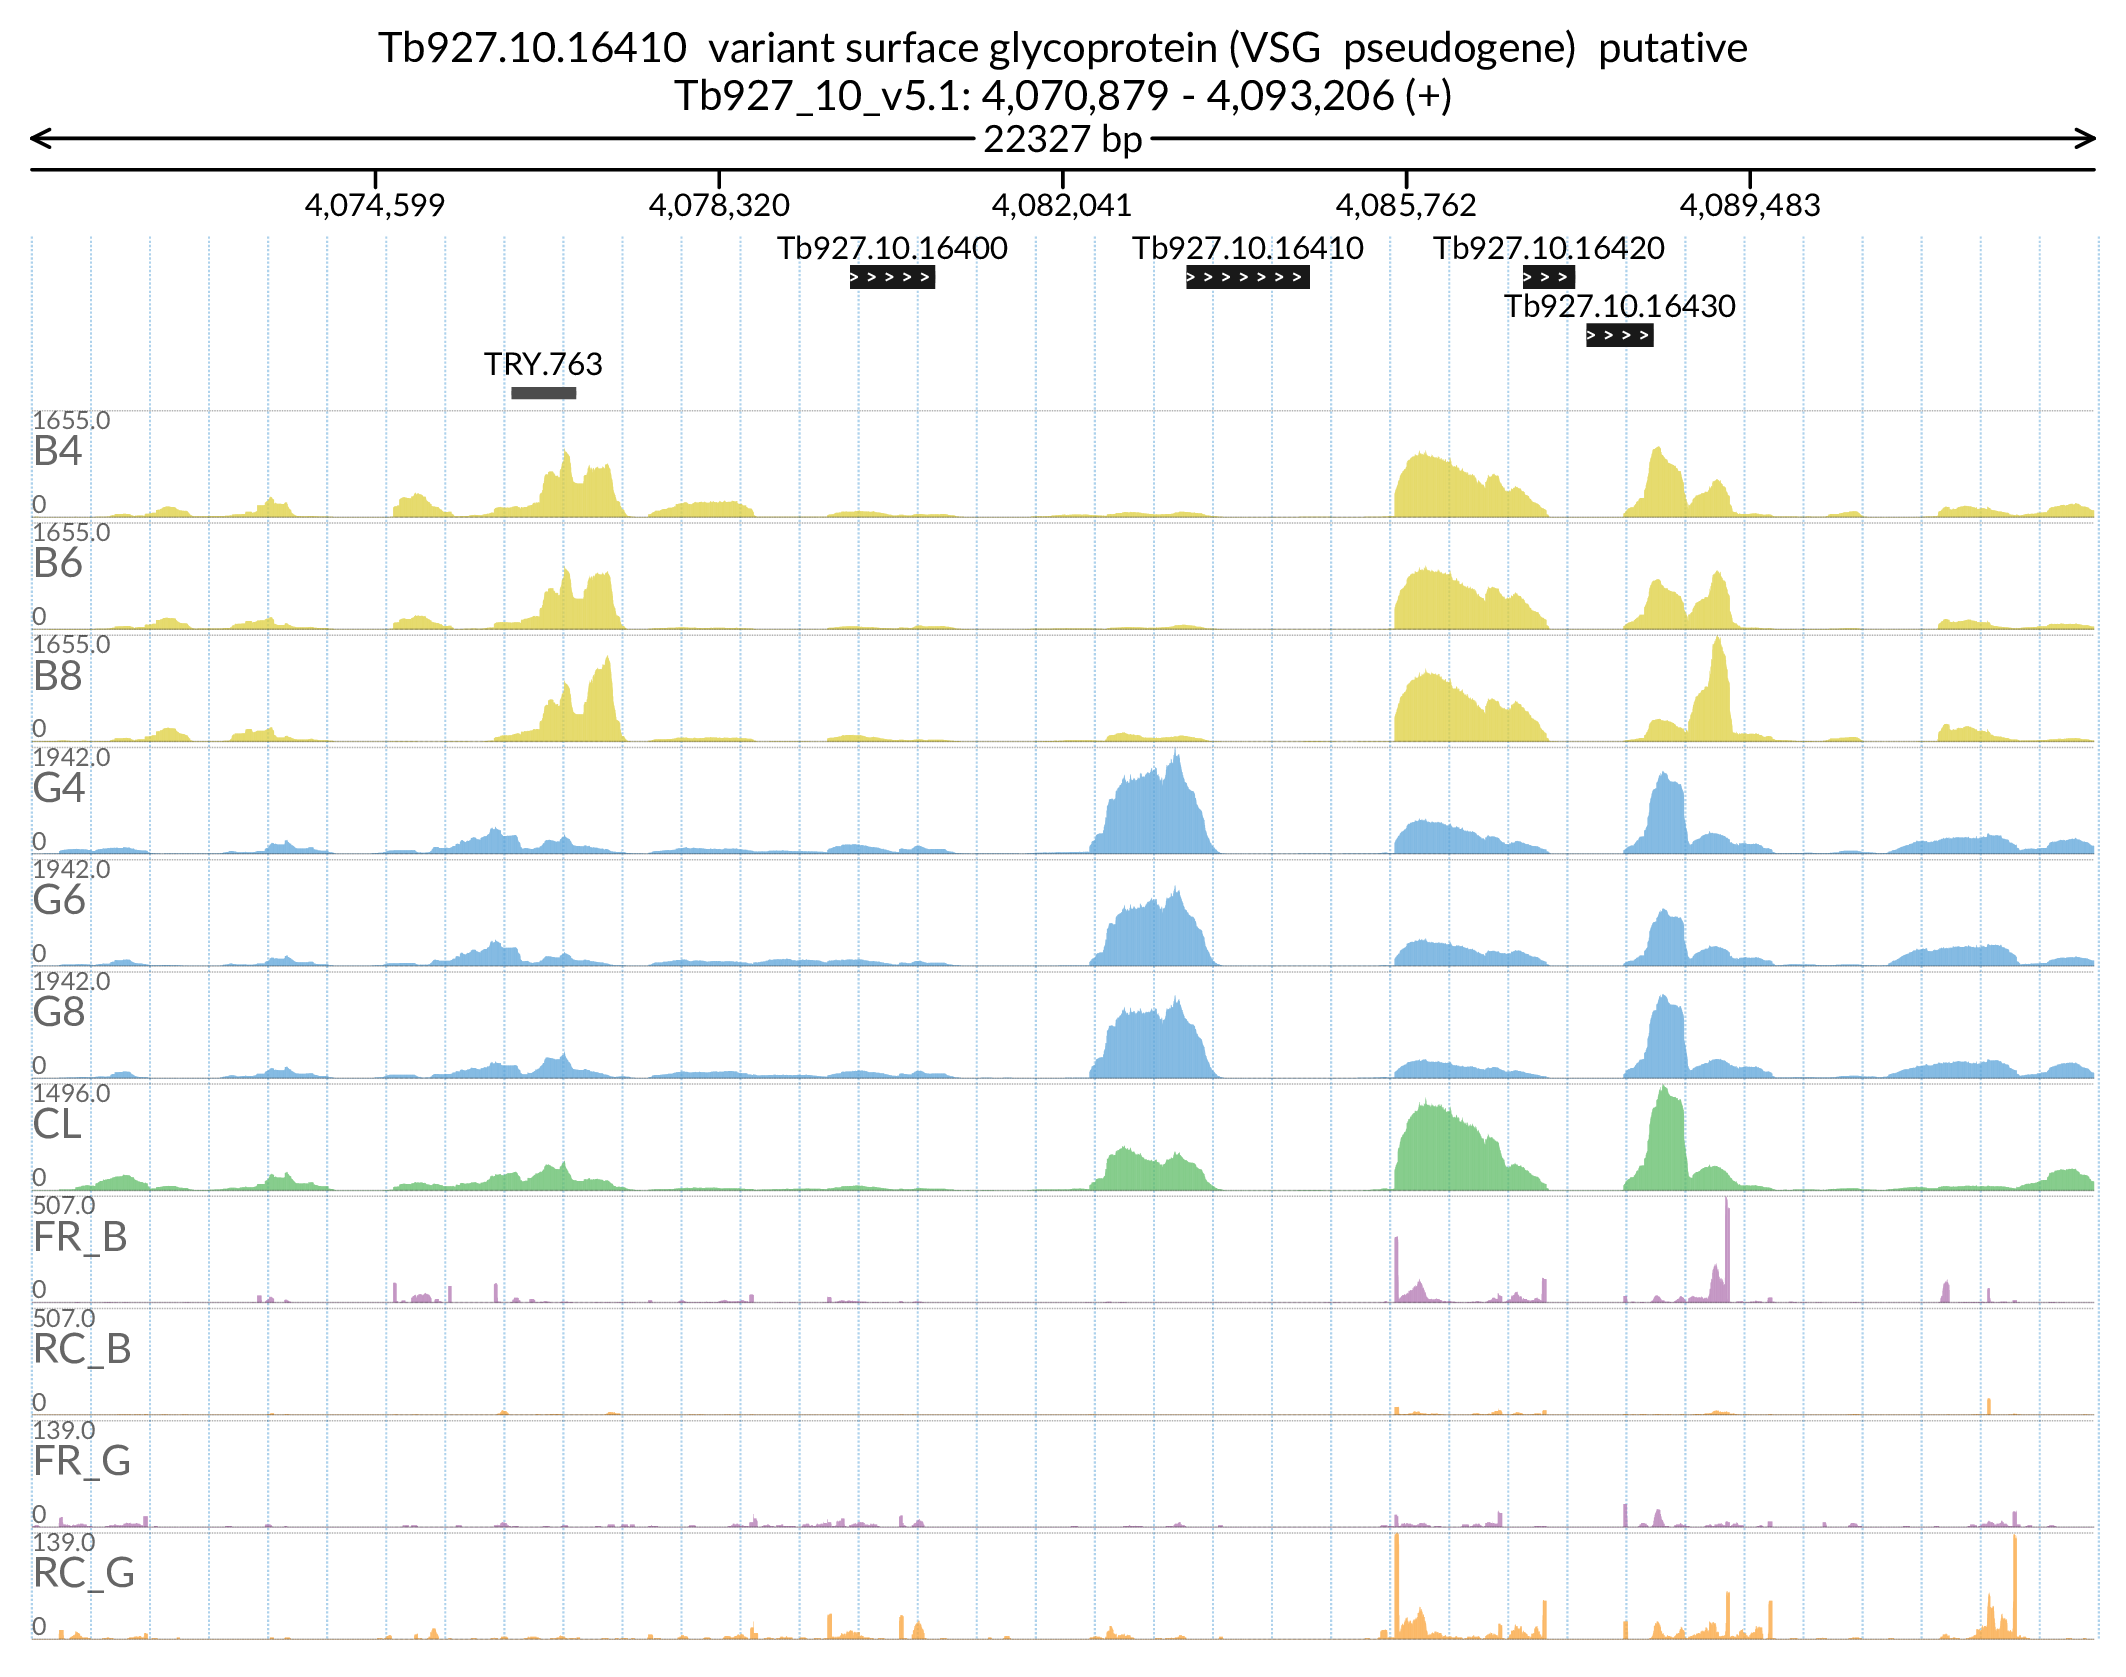 Tb927.10.16410  variant surface glycoprotein (VSG  pseudogene)  putative
Tb927_10_v5.1: 4,070,879 - 4,093,206 (+)
22327 bp
4,074,599 4,078,320 4,082,041 4,085,762 4,089,483
Tb927.10.16400 Tb927.10.16410 Tb927.10.16420
Tb927.10.16430
TRY.763
1655.0
B4
0
1655.0
B6
0
1655.0
B8
0
1942.0
G4
0
1942.0
G6
0
1942.0
G8
0
1496.0
CL
0
507.0
FR_B
0
507.0
RC_B
0
139.0
FR_G
0
139.0
RC_G
0